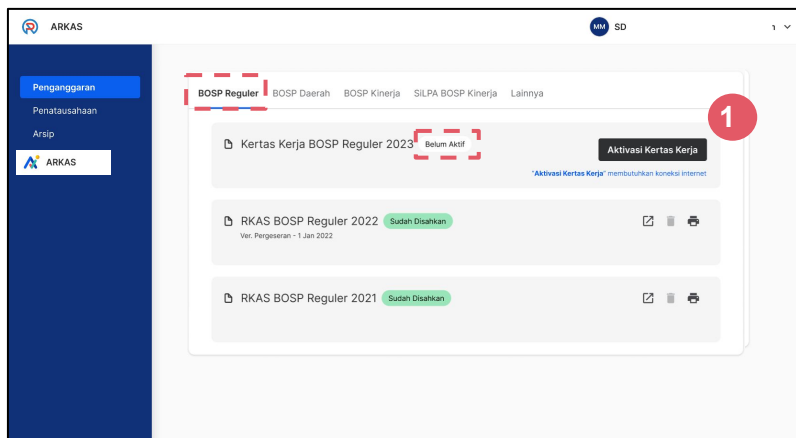 ARKAS
MM SD
Penganggaran
Penatausahaan
Arsip
ARKAS
BOSP Reguler BOSP Daerah BOSP Kinerja SiLPA BOSP Kinerja Lainnya
1
Kertas Kerja BOSP Reguler 2023 Belum Aktif
Aktivasi Kertas Kerja
"Aktivasi Kertas Kerja" membutuhkan koneksi internet
RKAS BOSP Reguler 2022 Sudah Disahkan
Ver. Pergeseran - 1 Jan 2022
RKAS BOSP Reguler 2021 Sudah Disahkan